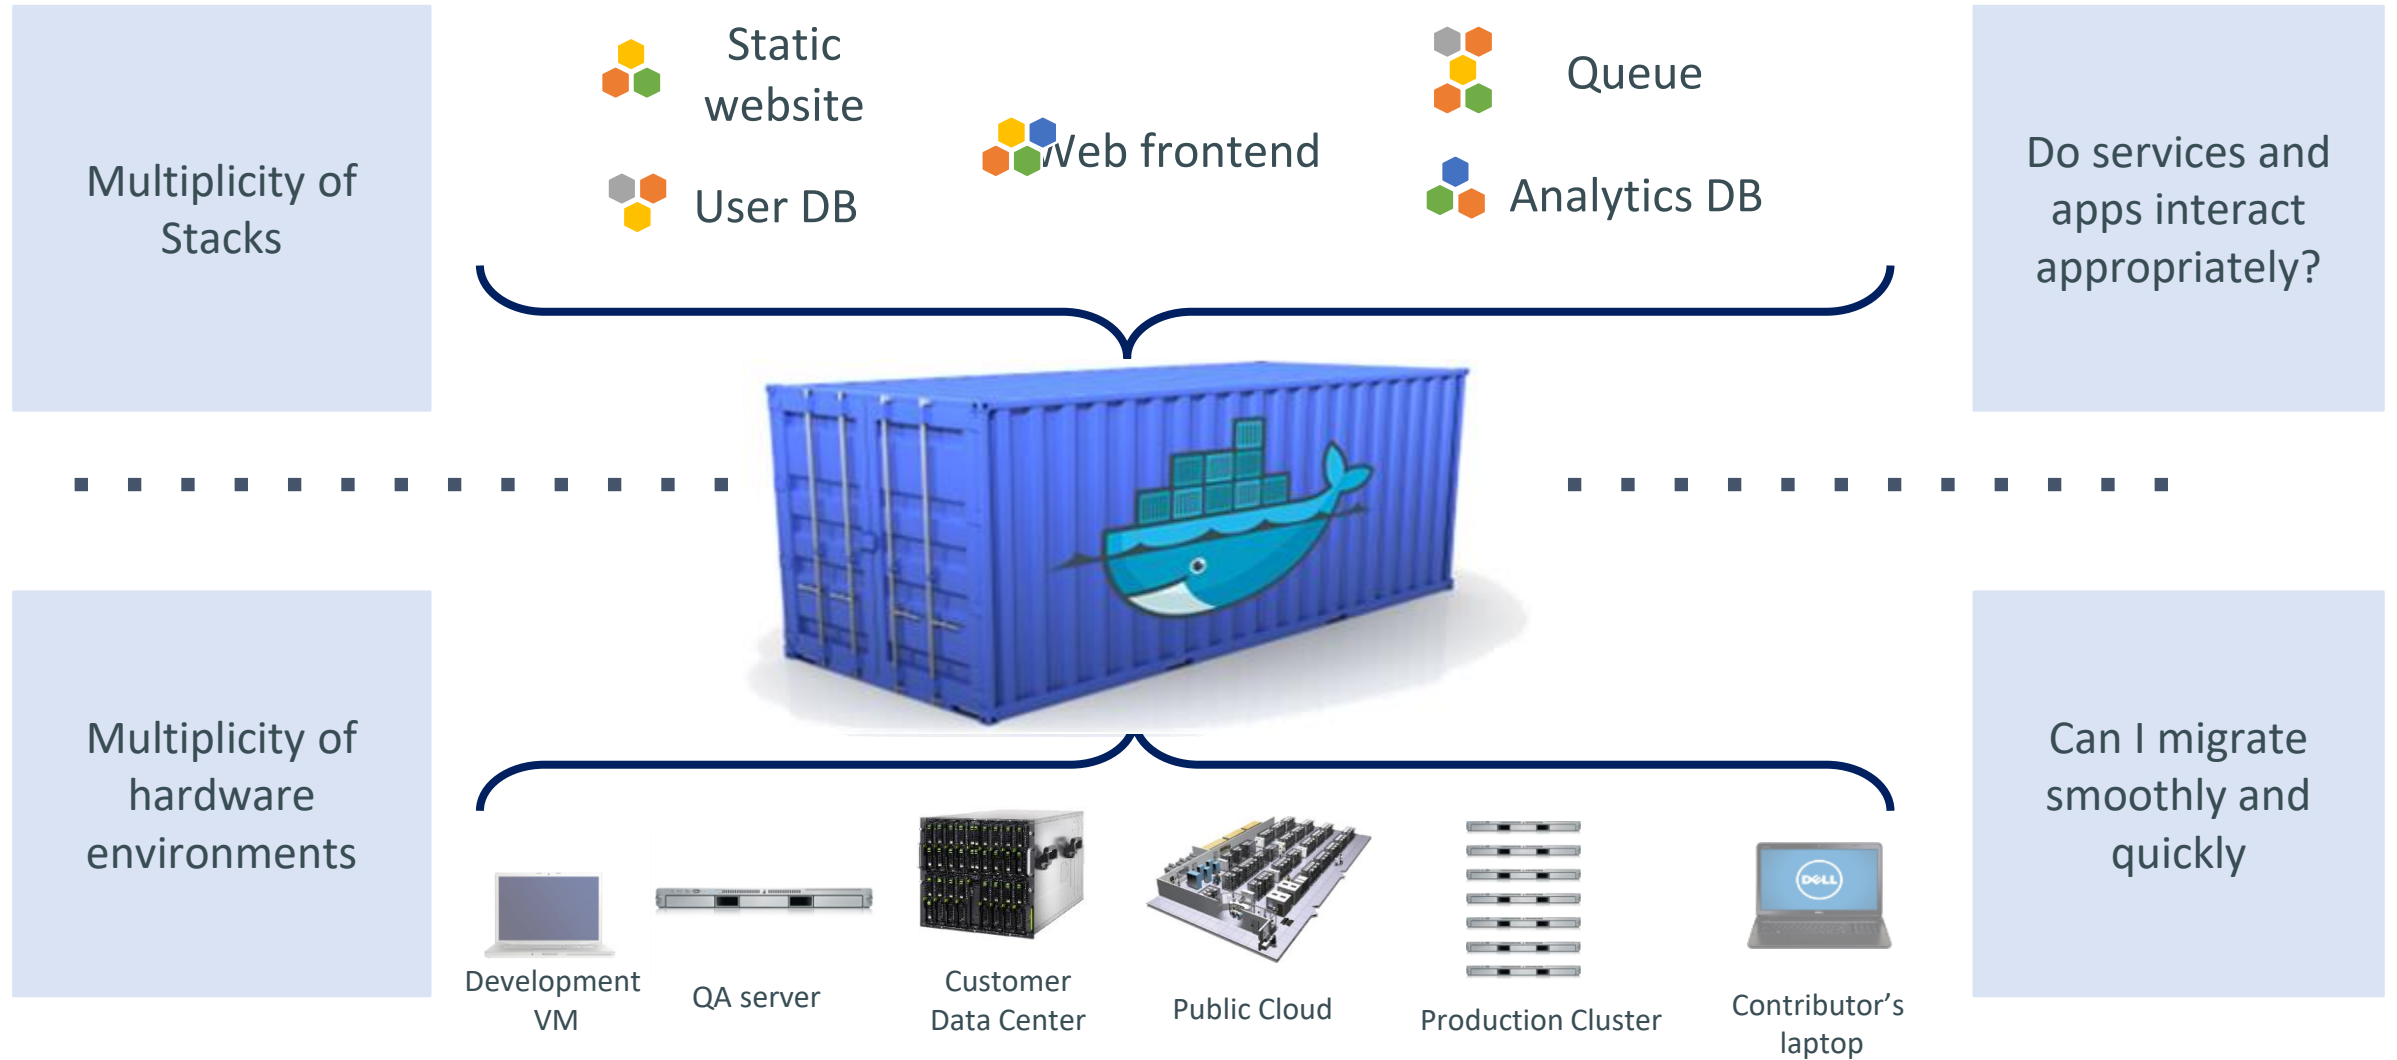 Multiplicity of
Stacks
Static
website
User DB
Web frontend
Queue
Analytics DB
Do services and
apps interact
appropriately?
Multiplicity of
hardware
environments
Development
VM
QA server
Customer
Data Center
Public Cloud
Production Cluster
DELL
Contributor’s
laptop
Can I migrate
smoothly and
quickly